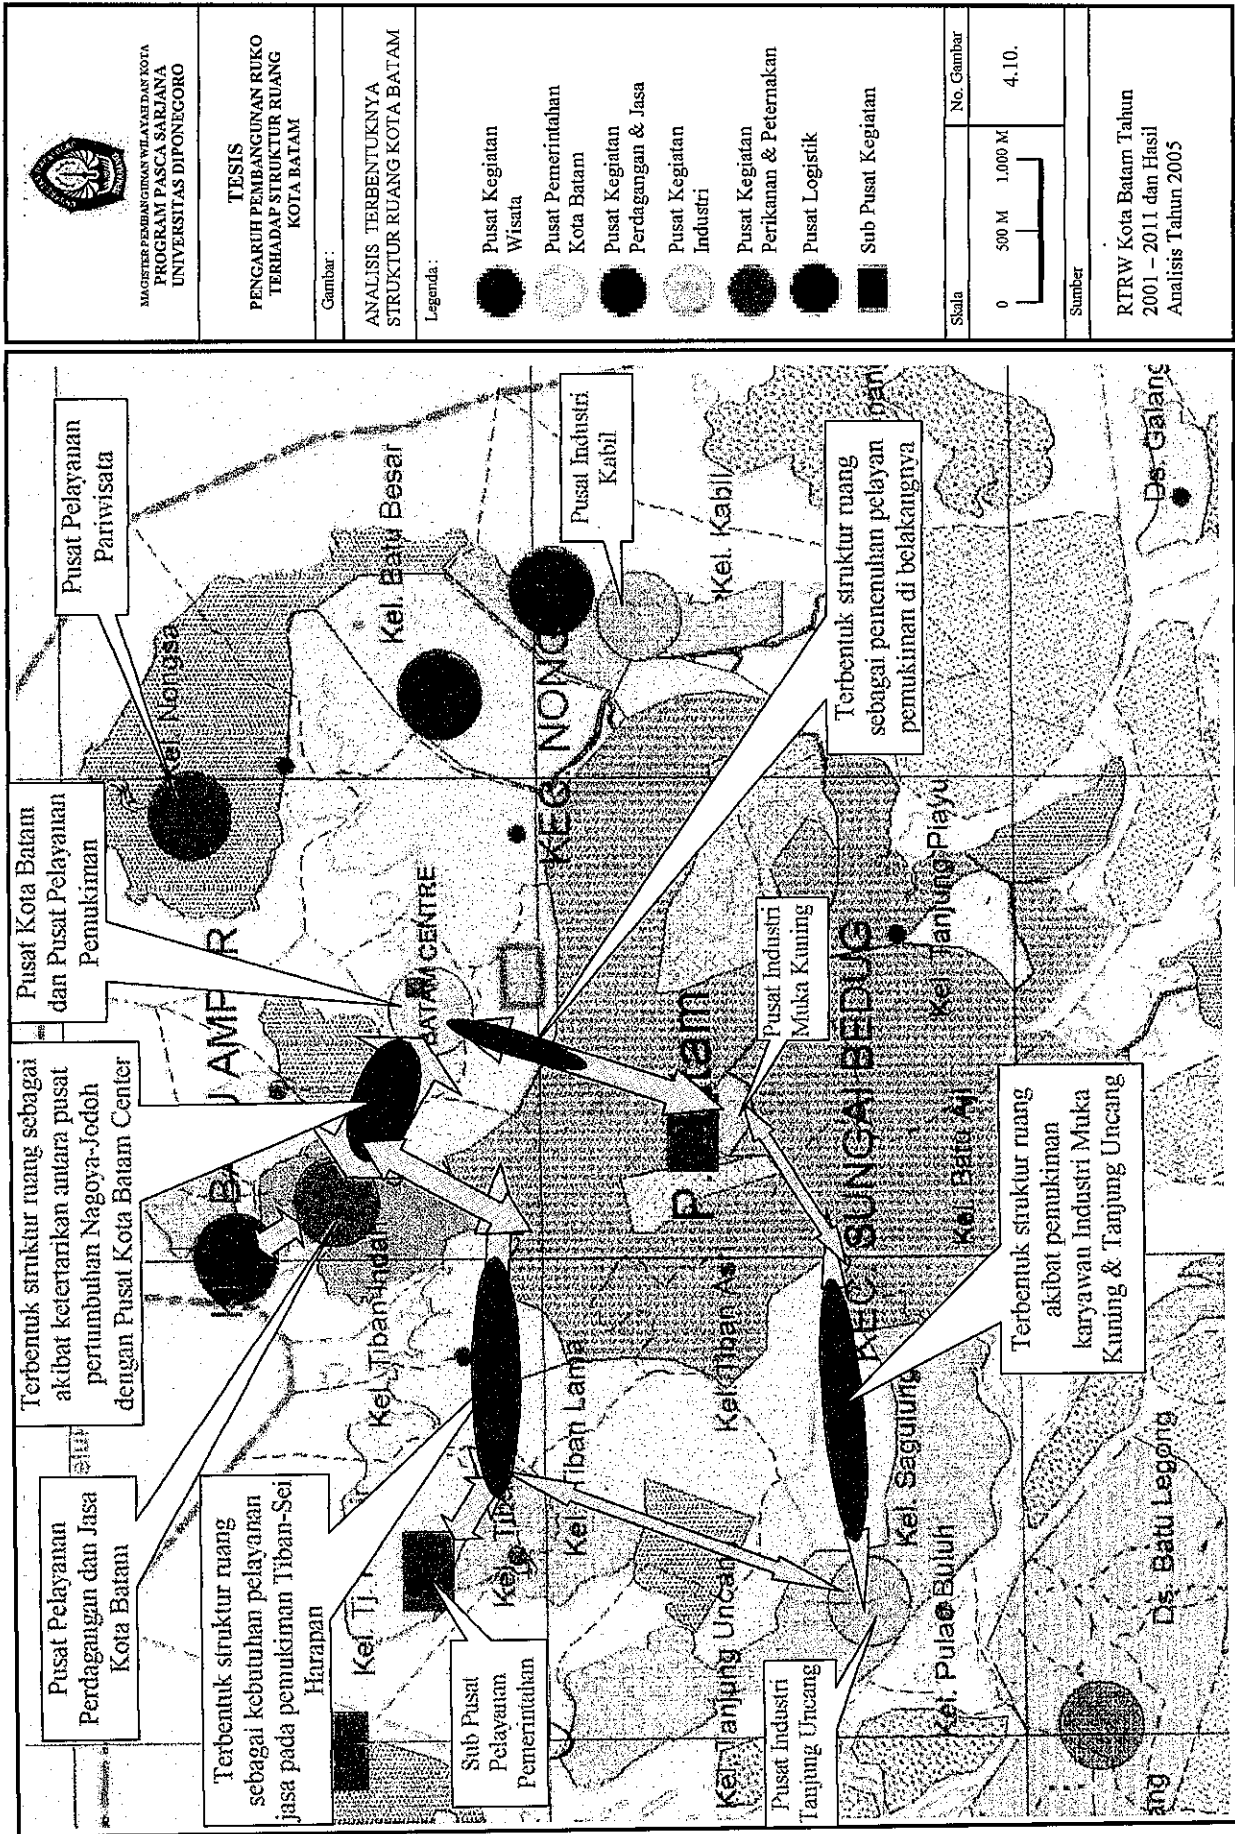 MAGISTER PEMBANGUNAN WILAYAH DAN KOTA
PROGRAM PASCA SARJANA
UNIVERSITAS DIPONEGORO
TESIS
PENGARUH PEMBANGUNAN RUKO
TERHADAP STRUKTUR RUANG
KOTA BATAM
Gambar :
ANALISIS TERBENTUKNYA
STRUKTUR RUANG KOTA BATAM
Legenda :
Pusat Kegiatan
Wisata
Pusat Pemerintahan
Kota Batam
Pusat Kegiatan
Perdagangan & Jasa
Pusat Kegiatan
Industri
Pusat Kegiatan
Perikanan & Peternakan
Pusat Logistik
Sub Pusat Kegiatan
Skala
No. Gambar
0 500 M 1.000 M
4.10.
Sumber
RTRW Kota Batam Tahun
2001 – 2011 dan Hasil
Analisis Tahun 2005
Pusat Pelayanan
Perdagangan dan Jasa
Kota Batam
Terbentuk struktur ruang sebagai
akibat ketertarikan antara pusat
pertumbuhan Nagoya-Jodoh
dengan Pusat Kota Batam Center
Pusat Kota Batam
dan Pusat Pelayanan
Pemukiman
Pusat Pelayanan
Pariwisata
Terbentuk struktur ruang
sebagai kebutuhan pelayanan
jasa pada pemukiman Tiban-Sei
Harapan
Sub Pusat
Pelayanan
Pemerintahan
Pusat Industri
Tanjung Uncang
Terbentuk struktur ruang
akibat pemukiman
karyawan Industri Muka
Kuning & Tanjung Uncang
Pusat Industri
Muka Kuning
Terbentuk struktur ruang
sebagai pemenuhan pelayan
pemukiman di belakangnya
Pusat Industri
Kabil
Kel. Nongsa
Kel. Batu Besar
BATAM CENTRE
KEC. NONG
Kel. Kabil
Kel. Tj.
Kel. Tiban Indah
Kel. Tiban Lama
Kel. Tiban Asri
Kel. Tanjung Uncang
Kel. Sagulung
KEC. SUNGAI BEDUG
Kel. Batu Aji
Kel. Tanjung Piayu
Kel. Pulau Buluh
Ds. Batu Legong
Ds. Galang